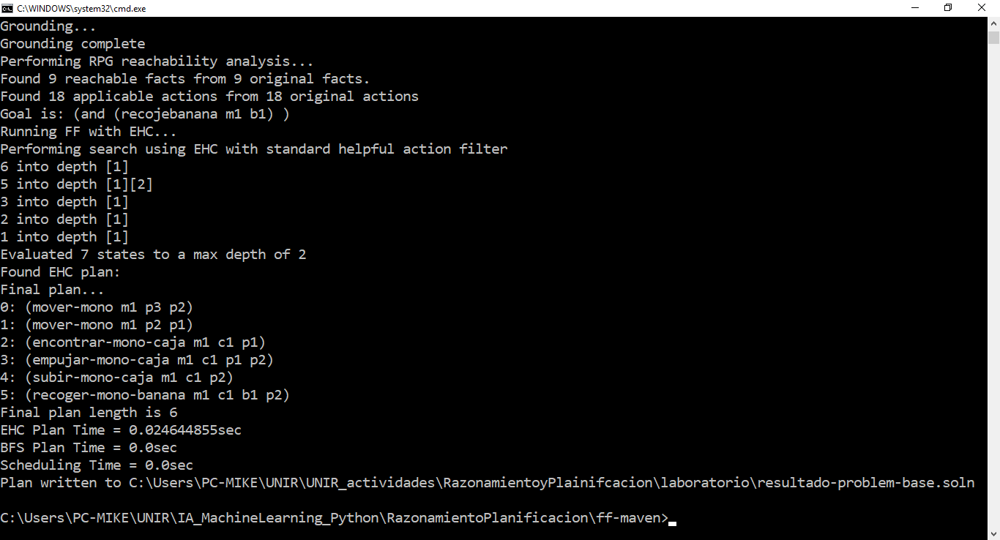 C:\WINDOWS\system32\cmd.exe
Grounding...
Grounding complete
Performing RPG reachability analysis...
Found 9 reachable facts from 9 original facts.
Found 18 applicable actions from 18 original actions
Goal is: (and (recojebanana m1 b1) )
Running FF with EHC...
Performing search using EHC with standard helpful action filter
6 into depth [1]
5 into depth [1][2]
3 into depth [1]
2 into depth [1]
1 into depth [1]
Evaluated 7 states to a max depth of 2
Found EHC plan:
Final plan...
0: (mover-mono m1 p3 p2)
1: (mover-mono m1 p2 p1)
2: (encontrar-mono-caja m1 c1 p1)
3: (empujar-mono-caja m1 c1 p1 p2)
4: (subir-mono-caja m1 c1 p2)
5: (recoger-mono-banana m1 c1 b1 p2)
Final plan length is 6
EHC Plan Time = 0.024644855sec
BFS Plan Time = 0.0sec
Scheduling Time = 0.0sec
Plan written to C:\Users\PC-MIKE\UNIR\UNIR_actividades\RazonamientoyPlainifcacion\laboratorio\resultado-problem-base.soln
C:\Users\PC-MIKE\UNIR\IA_MachineLearning_Python\RazonamientoPlanificacion\ff-maven>